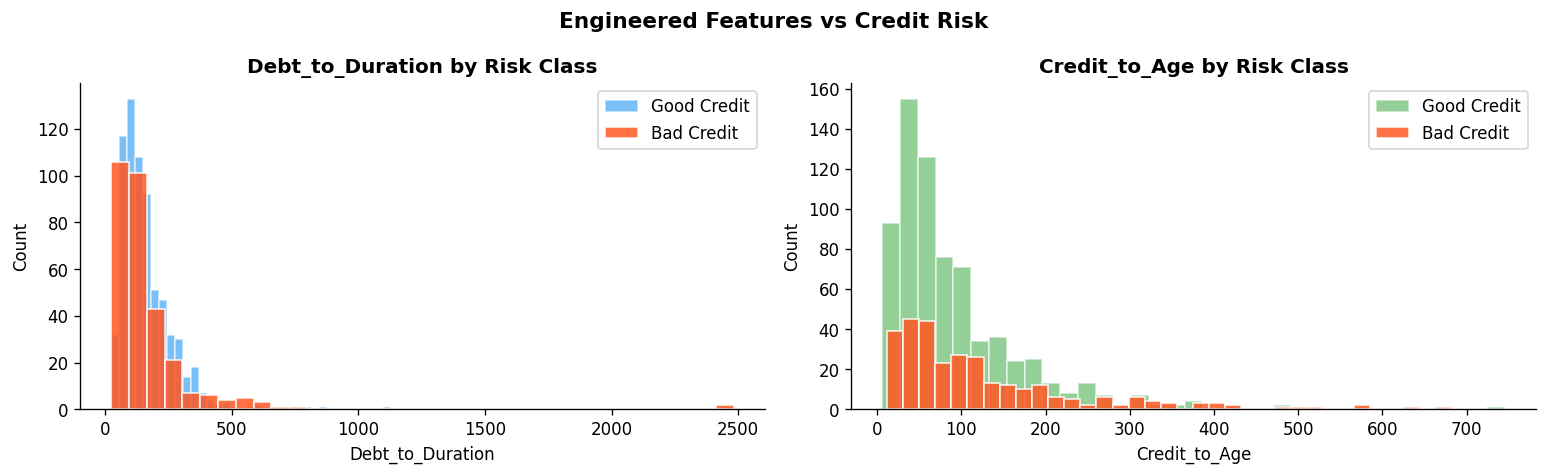 Engineered Features vs Credit Risk
Debt_to_Duration by Risk Class
Good Credit
Bad Credit
Count
120
100
80
60
40
20
0
0 500 1000 1500 2000 2500
Debt_to_Duration
Credit_to_Age by Risk Class
Good Credit
Bad Credit
Count
160
140
120
100
80
60
40
20
0
0 100 200 300 400 500 600 700
Credit_to_Age